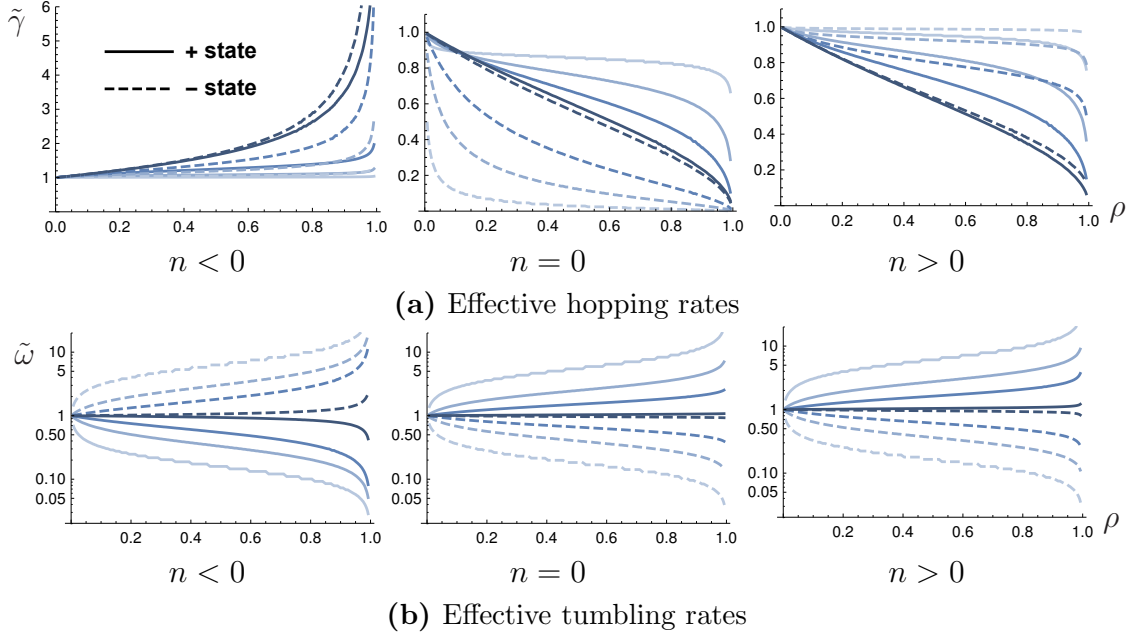 γ̃
6
5
4
3
2
1
+ state
− state
0.0 0.2 0.4 0.6 0.8 1.0
n < 0
1.0
0.8
0.6
0.4
0.2
0.0 0.2 0.4 0.6 0.8 1.0
n = 0
1.0
0.8
0.6
0.4
0.2
0.0 0.2 0.4 0.6 0.8 1.0 ρ
n > 0
(a) Effective hopping rates
ω̃
10
5
1
0.50
0.10
0.05
0.2 0.4 0.6 0.8 1.0
n < 0
10
5
1
0.50
0.10
0.05
0.2 0.4 0.6 0.8 1.0
n = 0
10
5
1
0.50
0.10
0.05
0.2 0.4 0.6 0.8 1.0 ρ
n > 0
(b) Effective tumbling rates